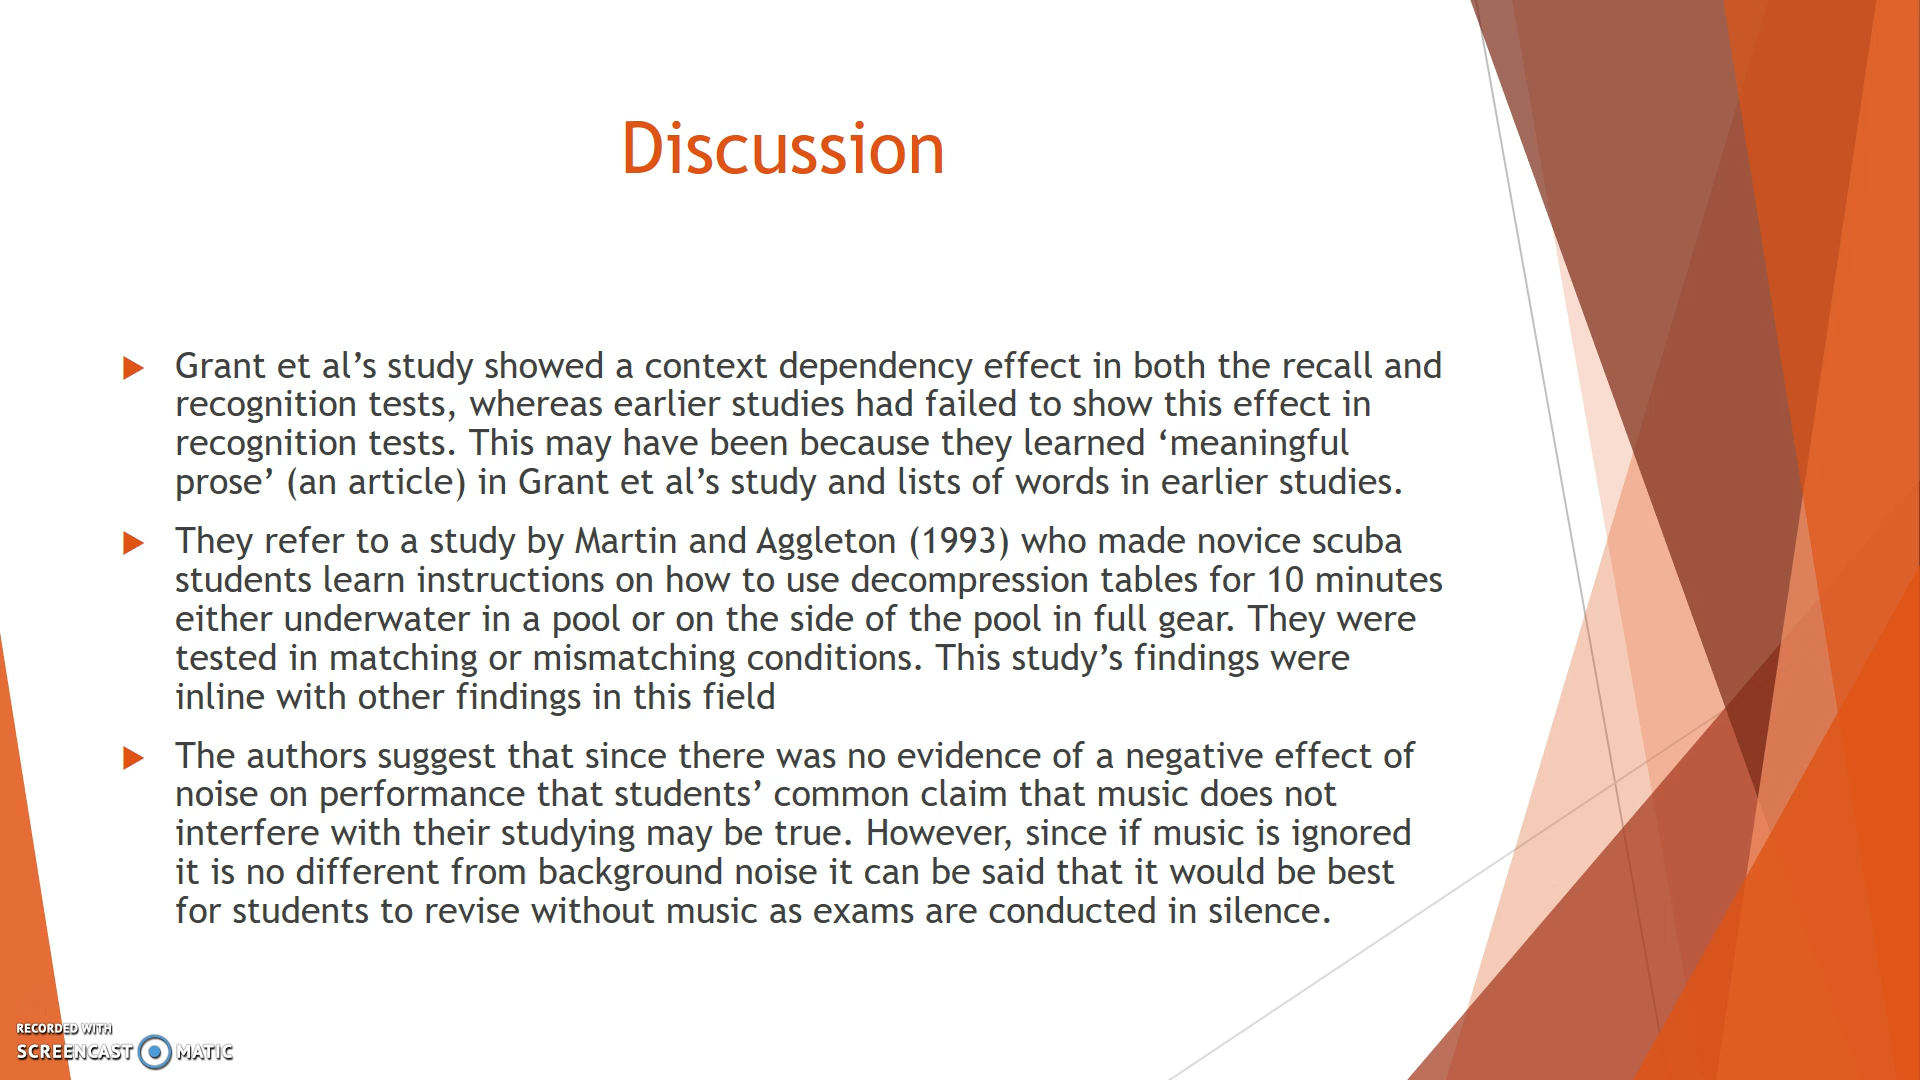 Discussion
Grant et al’s study showed a context dependency effect in both the recall and
recognition tests, whereas earlier studies had failed to show this effect in
recognition tests. This may have been because they learned ‘meaningful
prose’ (an article) in Grant et al’s study and lists of words in earlier studies.
They refer to a study by Martin and Aggleton (1993) who made novice scuba
students learn instructions on how to use decompression tables for 10 minutes
either underwater in a pool or on the side of the pool in full gear. They were
tested in matching or mismatching conditions. This study’s findings were
inline with other findings in this field
The authors suggest that since there was no evidence of a negative effect of
noise on performance that students’ common claim that music does not
interfere with their studying may be true. However, since if music is ignored
it is no different from background noise it can be said that it would be best
for students to revise without music as exams are conducted in silence.
RECORDED WITH
SCREENCAST MATIC